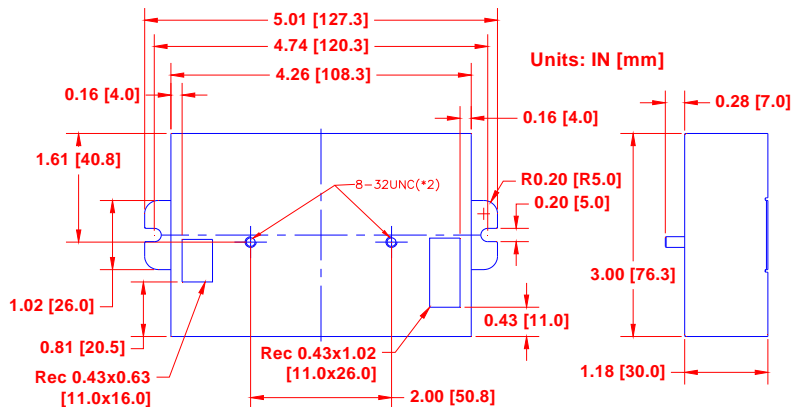 5.01 [127.3]
4.74 [120.3]
Units: IN [mm]
4.26 [108.3]
0.16 [4.0]
0.28 [7.0]
0.16 [4.0]
1.61 [40.8]
8-32UNC(*2)
R0.20 [R5.0]
0.20 [5.0]
3.00 [76.3]
1.02 [26.0]
0.43 [11.0]
0.81 [20.5]
Rec 0.43x1.02
[11.0x26.0]
1.18 [30.0]
Rec 0.43x0.63
[11.0x16.0]
2.00 [50.8]